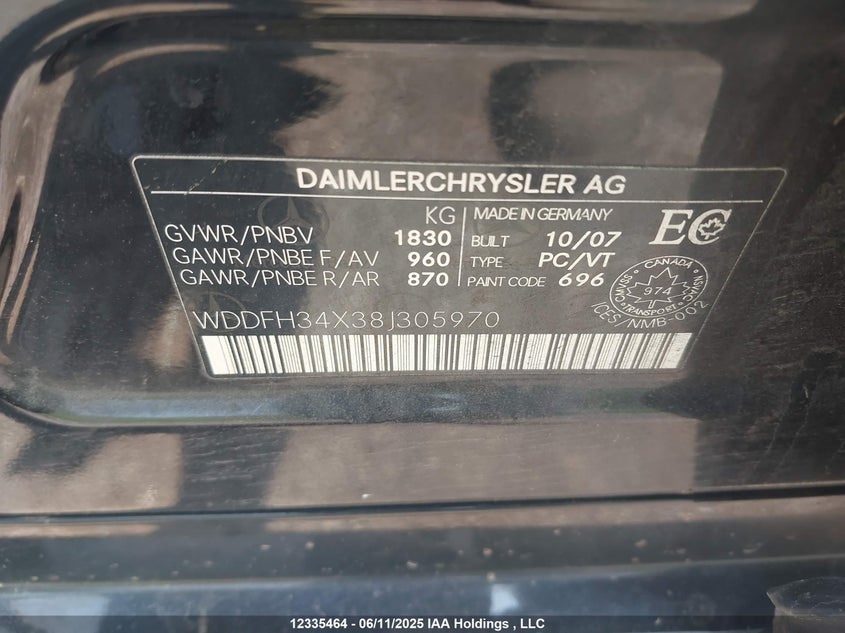 DAIMLERCHRYSLER AG
KG MADE IN GERMANY
GVWR/PNBV 1830 BUILT 10/07 EC
GAWR/PNBE F/AV 960 TYPE PC/VT
GAWR/PNBE R/AR 870 PAINT CODE 696
CANADA
CMVSS 974 NSVAC
TRANSPORT
ICES/NMB-002
WDDFH34X38J305970
12335464 - 06/11/2025 IAA Holdings , LLC